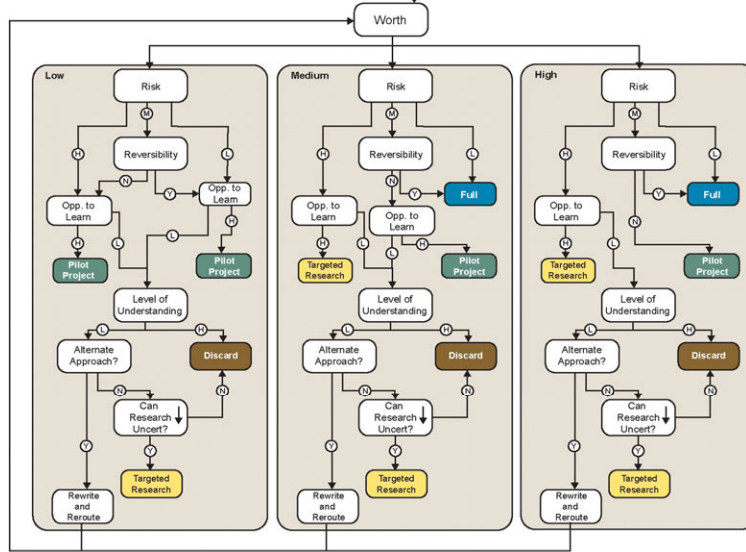 Worth
Low
Risk
H
M
L
Reversibility
N
Y
Opp. to
Learn
Opp. to
Learn
H
L
L
H
Pilot
Project
Pilot
Project
Level of
Understanding
L
H
Alternate
Approach?
Discard
N
N
Can
Research
Uncert?
Y
Y
Targeted
Research
Rewrite
and
Reroute
Medium
Risk
H
M
L
Reversibility
N
Y
Full
Opp. to
Learn
Opp. to
Learn
H
L
L
H
Targeted
Research
Pilot
Project
Level of
Understanding
L
H
Alternate
Approach?
Discard
N
N
Can
Research
Uncert?
Y
Y
Targeted
Research
Rewrite
and
Reroute
High
Risk
H
M
L
Reversibility
Y
Full
Opp. to
Learn
N
H
L
Targeted
Research
Pilot
Project
Level of
Understanding
L
H
Alternate
Approach?
Discard
N
N
Can
Research
Uncert?
Y
Y
Targeted
Research
Rewrite
and
Reroute